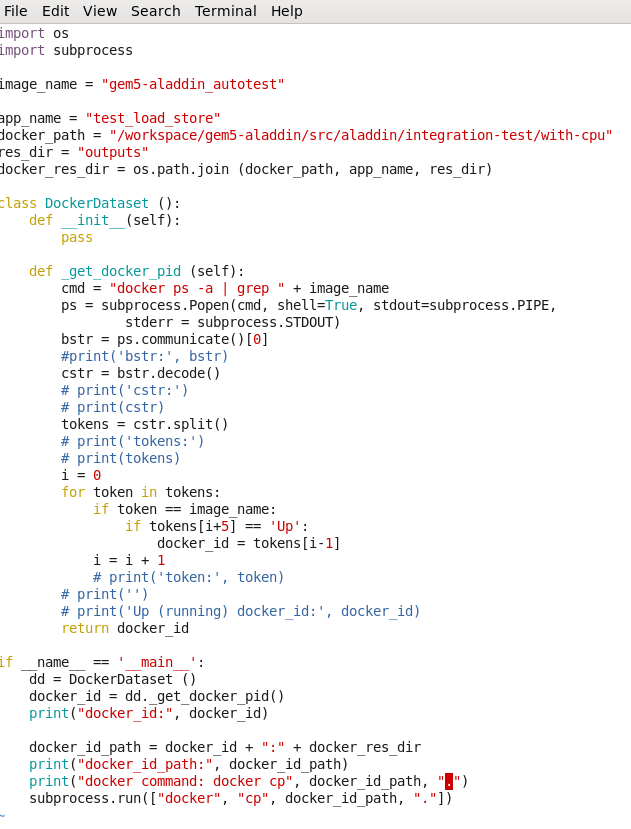 File Edit View Search Terminal Help
import os
import subprocess
image_name = "gem5-aladdin_autotest"
app_name = "test_load_store"
docker_path = "/workspace/gem5-aladdin/src/aladdin/integration-test/with-cpu"
res_dir = "outputs"
docker_res_dir = os.path.join (docker_path, app_name, res_dir)
class DockerDataset ():
    def __init__(self):
        pass
    def _get_docker_pid (self):
        cmd = "docker ps -a | grep " + image_name
        ps = subprocess.Popen(cmd, shell=True, stdout=subprocess.PIPE,
                stderr = subprocess.STDOUT)
        bstr = ps.communicate()[0]
        #print('bstr:', bstr)
        cstr = bstr.decode()
        # print('cstr:')
        # print(cstr)
        tokens = cstr.split()
        # print('tokens:')
        # print(tokens)
        i = 0
        for token in tokens:
            if token == image_name:
                if tokens[i+5] == 'Up':
                    docker_id = tokens[i-1]
            i = i + 1
            # print('token:', token)
        # print('')
        # print('Up (running) docker_id:', docker_id)
        return docker_id
if __name__ == '__main__':
    dd = DockerDataset ()
    docker_id = dd._get_docker_pid()
    print("docker_id:", docker_id)
    docker_id_path = docker_id + ":" + docker_res_dir
    print("docker_id_path:", docker_id_path)
    print("docker command: docker cp", docker_id_path, ".")
    subprocess.run(["docker", "cp", docker_id_path, "."])
~